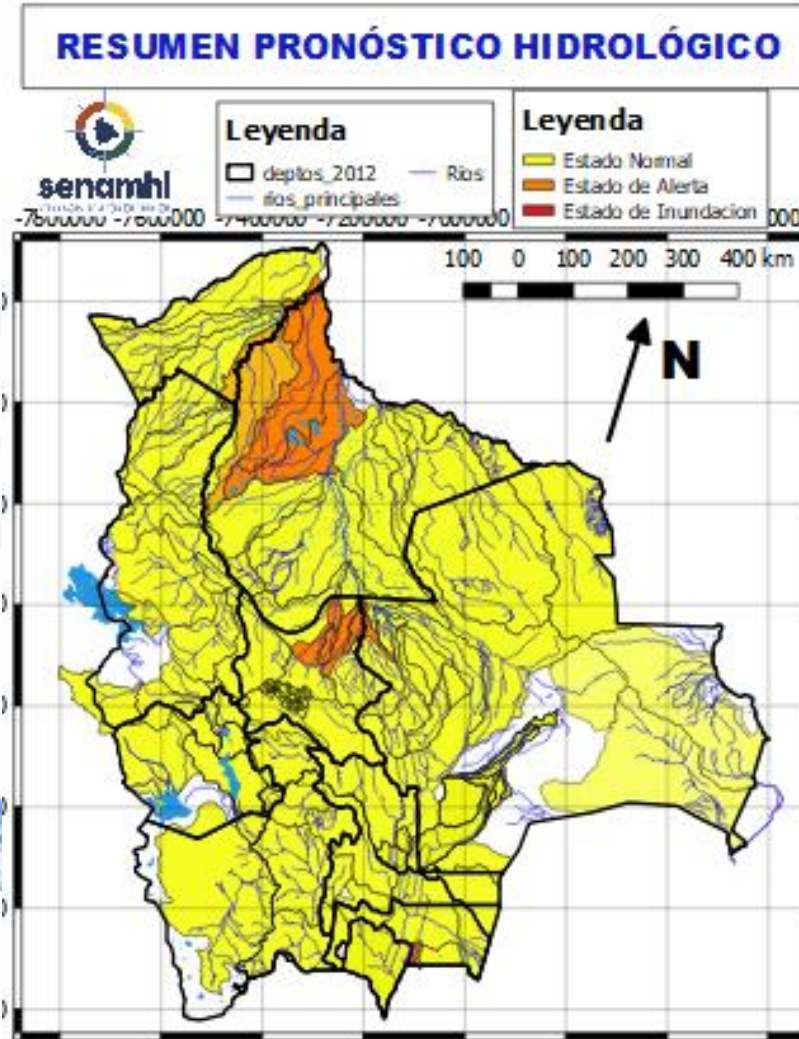 RESUMEN PRONÓSTICO HIDROLÓGICO
senamhi
Leyenda
deptos_2012
Rios
rios_principales
Leyenda
Estado Normal
Estado de Alerta
Estado de Inundacion
-7600000 -7400000 -7200000 -7000000
100 0 100 200 300 400 km
N